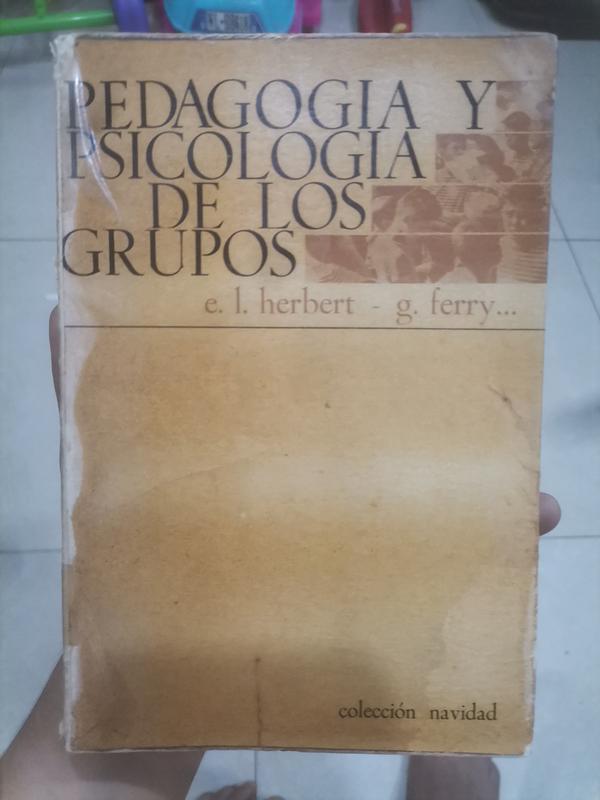 PEDAGOGIA Y
PSICOLOGIA
DE LOS
GRUPOS
e. l. herbert - g. ferry...
colección navidad